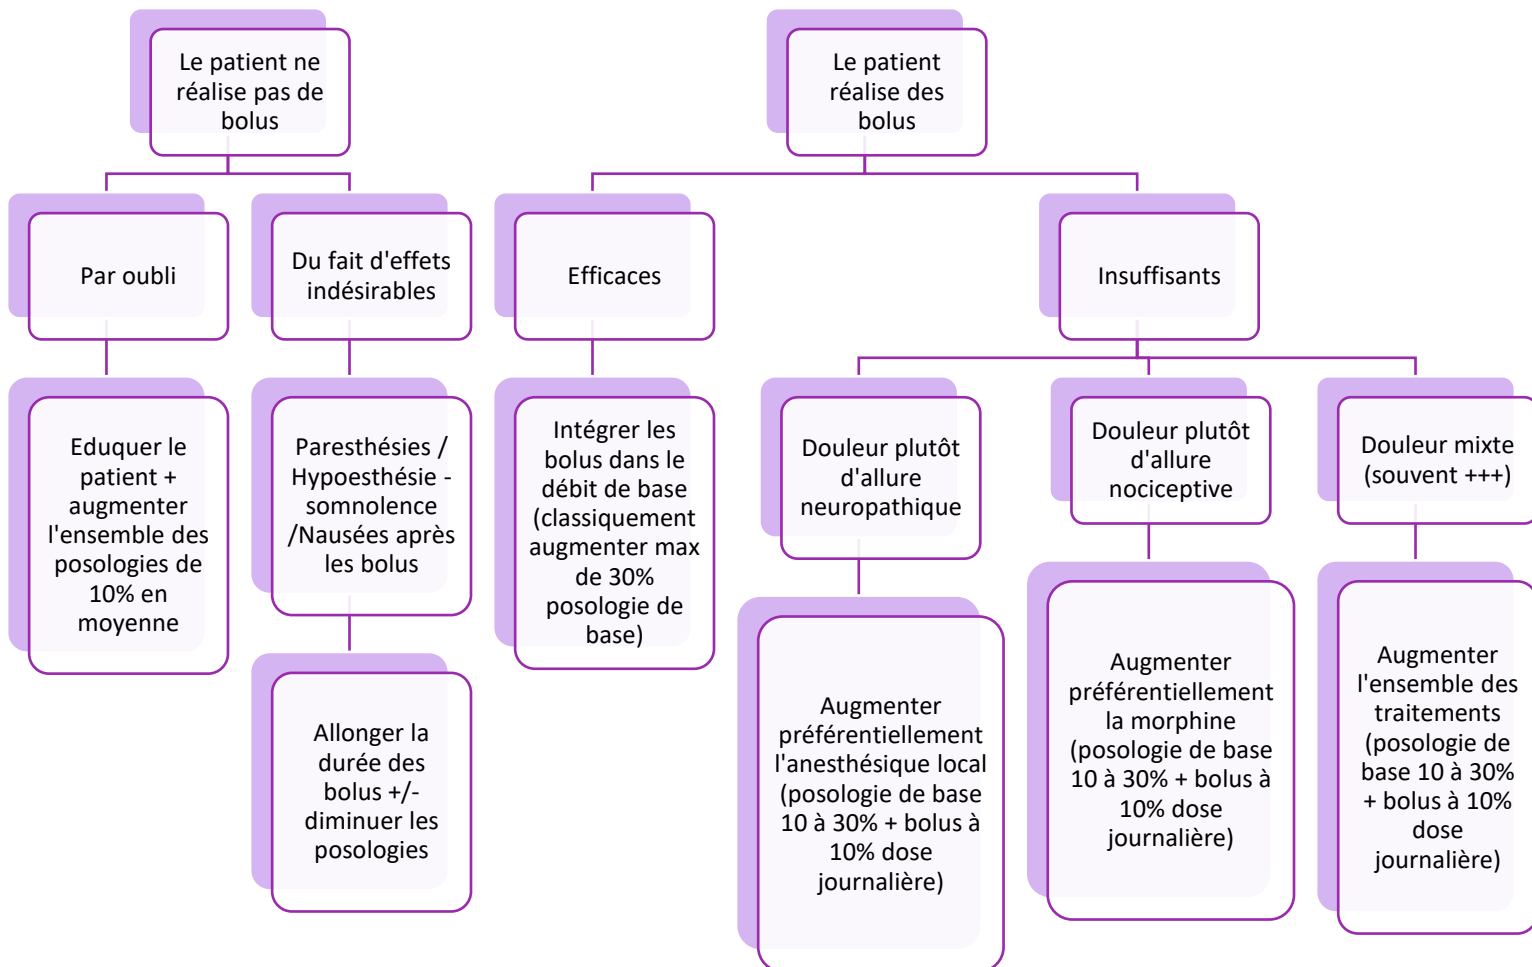 Le patient ne
réalise pas de
bolus
Le patient
réalise des
bolus
Par oubli
Du fait d'effets
indésirables
Efficaces
Insuffisants
Eduquer le
patient +
augmenter
l'ensemble des
posologies de
10% en
moyenne
Paresthésies /
Hypoesthésie -
somnolence
/Nausées après
les bolus
Intégrer les
bolus dans le
débit de base
(classiquement
augmenter max
de 30%
posologie de
base)
Douleur plutôt
d'allure
neuropathique
Douleur plutôt
d'allure
nociceptive
Douleur mixte
(souvent +++)
Allonger la
durée des
bolus +/-
diminuer les
posologies
Augmenter
préférentiellement
l'anesthésique local
(posologie de base
10 à 30% + bolus à
10% dose
journalière)
Augmenter
préférentiellement
la morphine
(posologie de base
10 à 30% + bolus à
10% dose
journalière)
Augmenter
l'ensemble des
traitements
(posologie de
base 10 à 30%
+ bolus à 10%
dose
journalière)